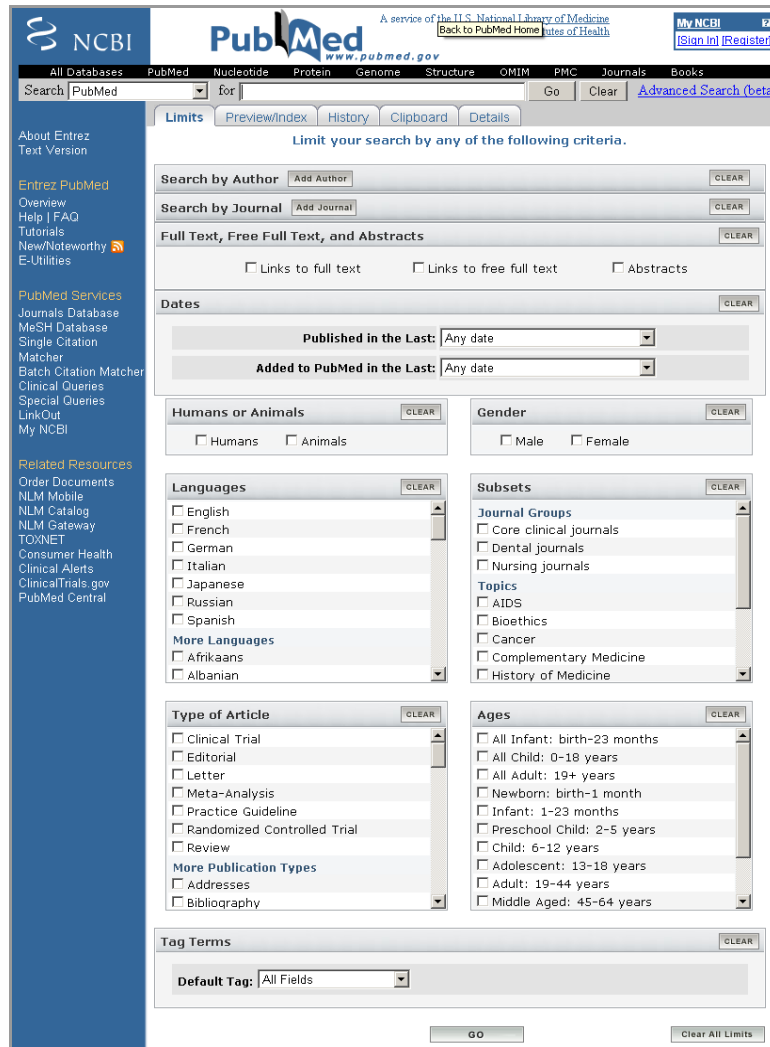 NCBI
PubMed
www.pubmed.gov
A service of the U.S. National Library of Medicine
Back to PubMed Home
utes of Health
My NCBI
[Sign In] [Register]
All Databases PubMed Nucleotide Protein Genome Structure OMIM PMC Journals Books
Search PubMed for Go Clear Advanced Search (beta
Limits Preview/Index History Clipboard Details
Limit your search by any of the following criteria.
About Entrez
Text Version
Entrez PubMed
Overview
Help | FAQ
Tutorials
New/Noteworthy
E-Utilities
PubMed Services
Journals Database
MeSH Database
Single Citation
Matcher
Batch Citation Matcher
Clinical Queries
Special Queries
LinkOut
My NCBI
Related Resources
Order Documents
NLM Mobile
NLM Catalog
NLM Gateway
TOXNET
Consumer Health
Clinical Alerts
ClinicalTrials.gov
PubMed Central
Search by Author Add Author CLEAR
Search by Journal Add Journal CLEAR
Full Text, Free Full Text, and Abstracts CLEAR
Links to full text Links to free full text Abstracts
Dates CLEAR
Published in the Last: Any date
Added to PubMed in the Last: Any date
Humans or Animals CLEAR
Humans Animals
Gender CLEAR
Male Female
Languages CLEAR
English
French
German
Italian
Japanese
Russian
Spanish
More Languages
Afrikaans
Albanian
Subsets CLEAR
Journal Groups
Core clinical journals
Dental journals
Nursing journals
Topics
AIDS
Bioethics
Cancer
Complementary Medicine
History of Medicine
Type of Article CLEAR
Clinical Trial
Editorial
Letter
Meta-Analysis
Practice Guideline
Randomized Controlled Trial
Review
More Publication Types
Addresses
Bibliography
Ages CLEAR
All Infant: birth-23 months
All Child: 0-18 years
All Adult: 19+ years
Newborn: birth-1 month
Infant: 1-23 months
Preschool Child: 2-5 years
Child: 6-12 years
Adolescent: 13-18 years
Adult: 19-44 years
Middle Aged: 45-64 years
Tag Terms CLEAR
Default Tag: All Fields
GO Clear All Limits